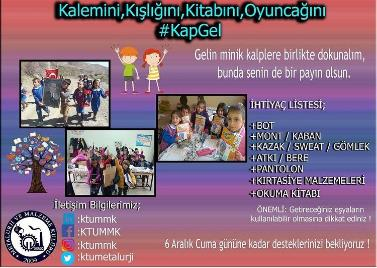 Kalemini,Kışlığını,Kitabını,Oyuncağını
#KapGel
Gelin minik kalplere birlikte dokunalım,
bunda senin de bir payın olsun.
İHTİYAÇ LİSTESİ;
+BOT
+MONT / KABAN
+KAZAK / SWEAT / GÖMLEK
+ATKI / BERE
+PANTOLON
+KIRTASİYE MALZEMELERİ
+OKUMA KİTABI
ÖNEMLİ: Getireceğiniz eşyaların
kullanılabilir olmasına dikkat ediniz !
İletişim Bilgilerimiz;
:ktummk
:KTUMMK
:ktummk
:ktumetalurji
6 Aralık Cuma gününe kadar desteklerinizi bekliyoruz !